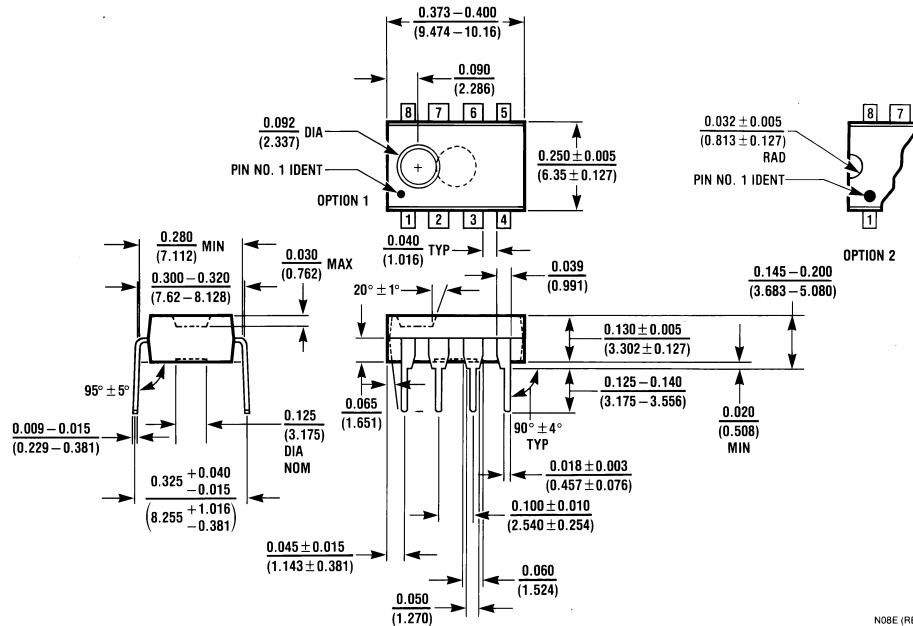 0.373–0.400
(9.474–10.16)
0.090
(2.286)
8 7 6 5
0.092 DIA
(2.337)
PIN NO. 1 IDENT
OPTION 1
0.250 ± 0.005
(6.35 ± 0.127)
1 2 3 4
8 7
0.032 ± 0.005
(0.813 ± 0.127)
RAD
PIN NO. 1 IDENT
1
OPTION 2
0.280 MIN
(7.112)
0.300–0.320
(7.62–8.128)
0.030 MAX
(0.762)
0.040 TYP
(1.016)
0.039
(0.991)
20° ± 1°
0.145–0.200
(3.683–5.080)
0.130 ± 0.005
(3.302 ± 0.127)
0.125–0.140
(3.175–3.556)
0.020
(0.508)
MIN
95° ± 5°
0.009–0.015
(0.229–0.381)
0.125
(3.175)
DIA
NOM
0.065
(1.651)
90° ± 4°
TYP
0.018 ± 0.003
(0.457 ± 0.076)
0.325 +0.040 −0.015
(8.255 +1.016 −0.381)
0.100 ± 0.010
(2.540 ± 0.254)
0.045 ± 0.015
(1.143 ± 0.381)
0.060
(1.524)
0.050
(1.270)
N08E